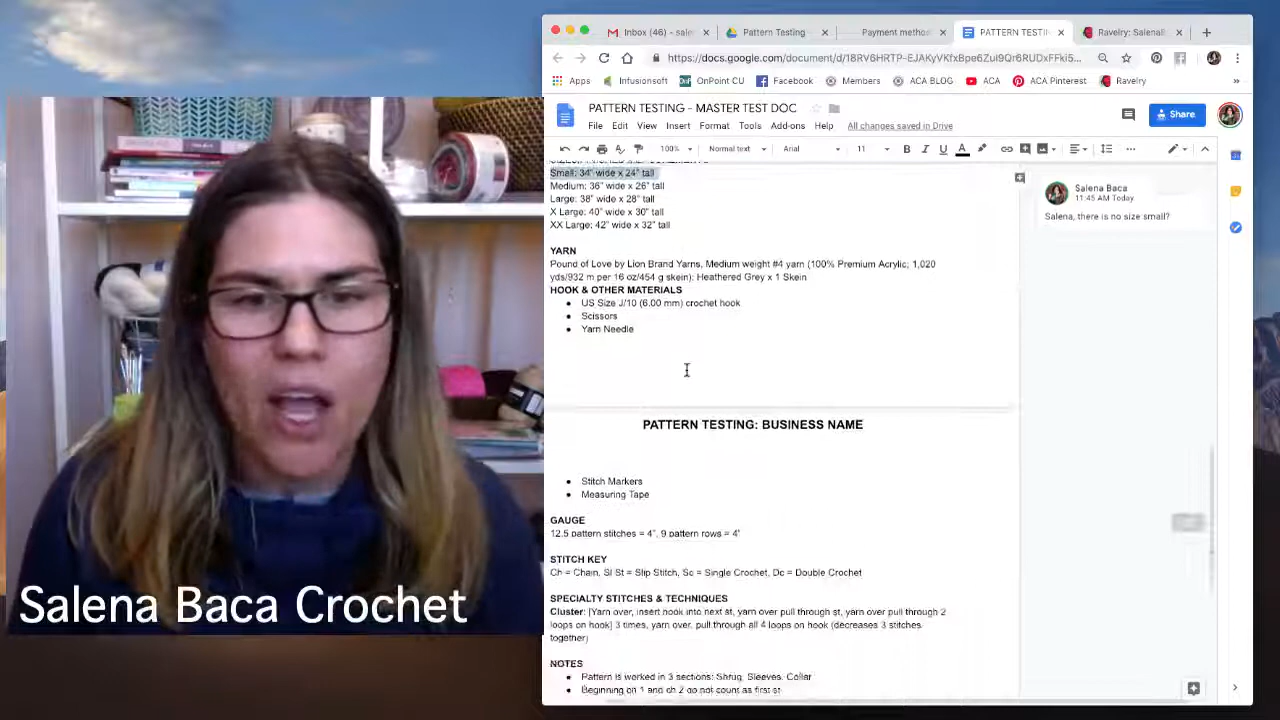 Inbox (46) - sale
Pattern Testing
Payment metho
PATTERN TESTI
Ravelry: Salenal
https://docs.google.com/document/d/
Apps
Infusionsoft
OnPoint CU
Facebook
Members
ACA BLOG
ACA
ACA Pinterest
Ravelry
PATTERN TESTING - MASTER TEST DOC
File Edit View Insert Format Tools Add-ons Help All changes saved in Drive
Share
100% Normal text Arial 11
Small: 34" wide x 24" tall
Medium: 36" wide x 26" tall
Large: 38" wide x 28" tall
X Large: 40" wide x 30" tall
XX Large: 42" wide x 32" tall
YARN
Pound of Love by Lion Brand Yarns, Medium weight #4 yarn (100% Premium Acrylic; 1,020
yds/932 m per 16 oz/454 g skein): Heathered Grey x 1 Skein
HOOK & OTHER MATERIALS
● US Size J/10 (6.00 mm) crochet hook
● Scissors
● Yarn Needle
PATTERN TESTING: BUSINESS NAME
● Stitch Markers
● Measuring Tape
GAUGE
12.5 pattern stitches = 4", 9 pattern rows = 4"
STITCH KEY
Ch = Chain, Sl St = Slip Stitch, Sc = Single Crochet, Dc = Double Crochet
SPECIALTY STITCHES & TECHNIQUES
Cluster: [Yarn over, insert hook into next st, yarn over pull through st, yarn over pull through 2
loops on hook] 3 times, yarn over, pull through all 4 loops on hook (decreases 3 stitches
together)
NOTES
● Pattern is worked in 3 sections: Shrug, Sleeves, Collar
● Beginning ch 1 and ch 2 do not count as first st
Salena Baca
11:45 AM Today
Salena, there is no size small?
Salena Baca Crochet